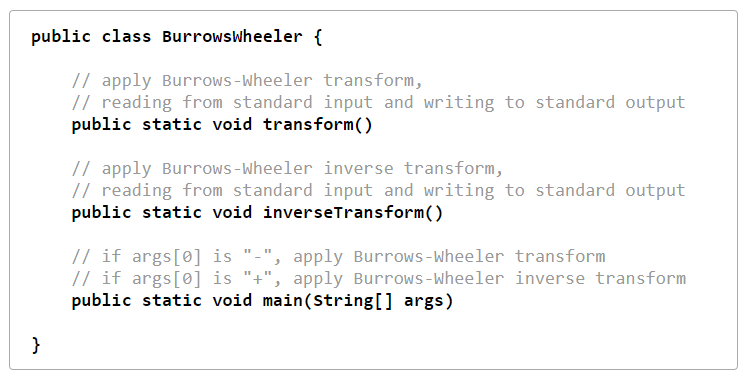 public class BurrowsWheeler {
// apply Burrows-Wheeler transform,
// reading from standard input and writing to standard output
public static void transform()
// apply Burrows-Wheeler inverse transform,
// reading from standard input and writing to standard output
public static void inverseTransform()
// if args[0] is "-", apply Burrows-Wheeler transform
// if args[0] is "+", apply Burrows-Wheeler inverse transform
public static void main(String[] args)
}